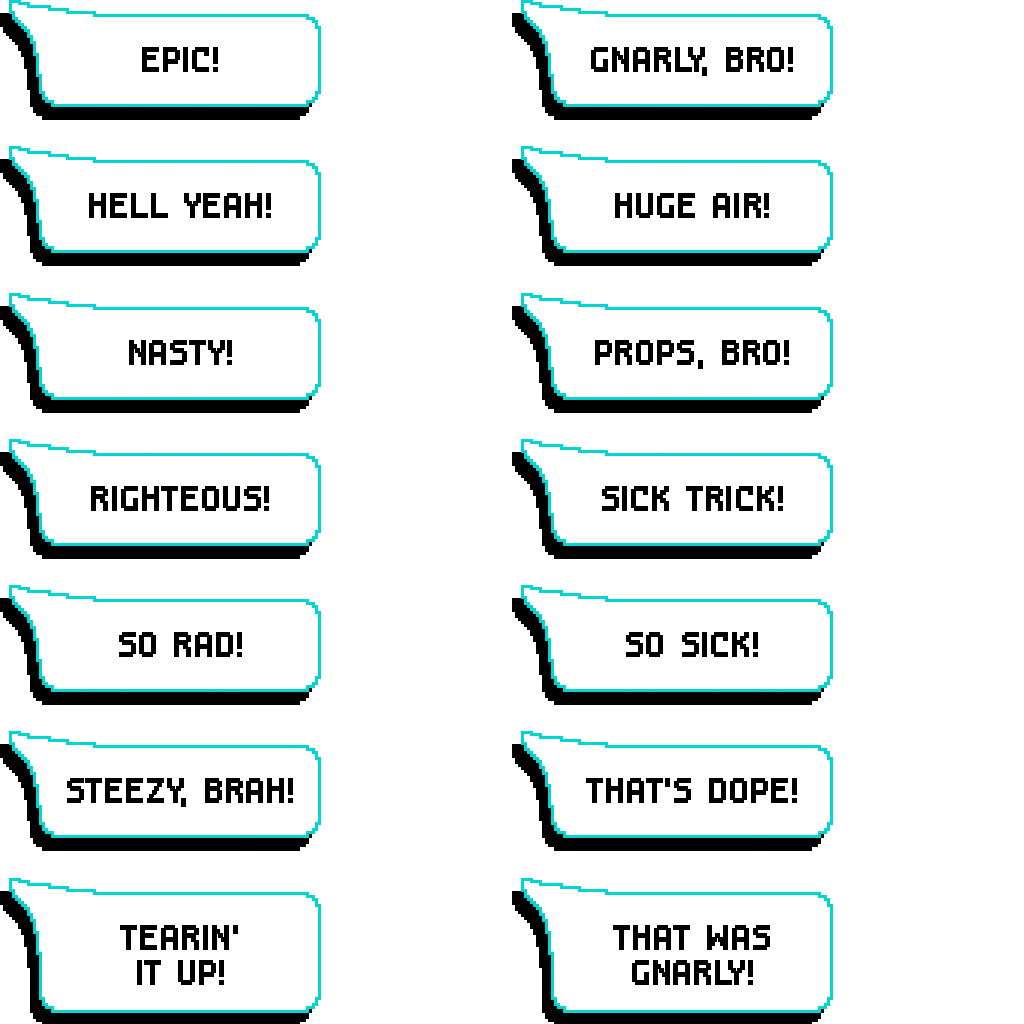 EPIC!
GNARLY, BRO!
HELL YEAH!
HUGE AIR!
NASTY!
PROPS, BRO!
RIGHTEOUS!
SICK TRICK!
SO RAD!
SO SICK!
STEEZY, BRAH!
THAT'S DOPE!
TEARIN'
IT UP!
THAT WAS
GNARLY!